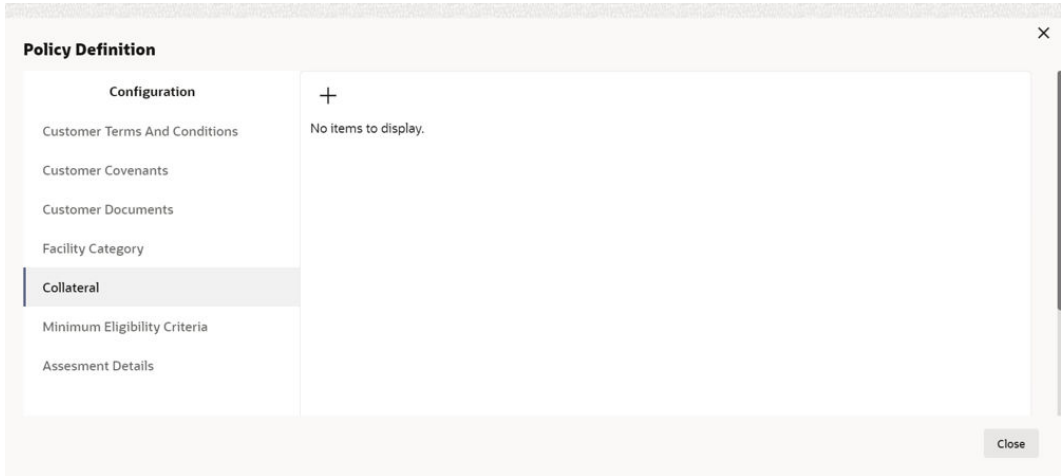 Policy Definition
Configuration
Customer Terms And Conditions
Customer Covenants
Customer Documents
Facility Category
Collateral
Minimum Eligibility Criteria
Assesment Details
No items to display.
Close